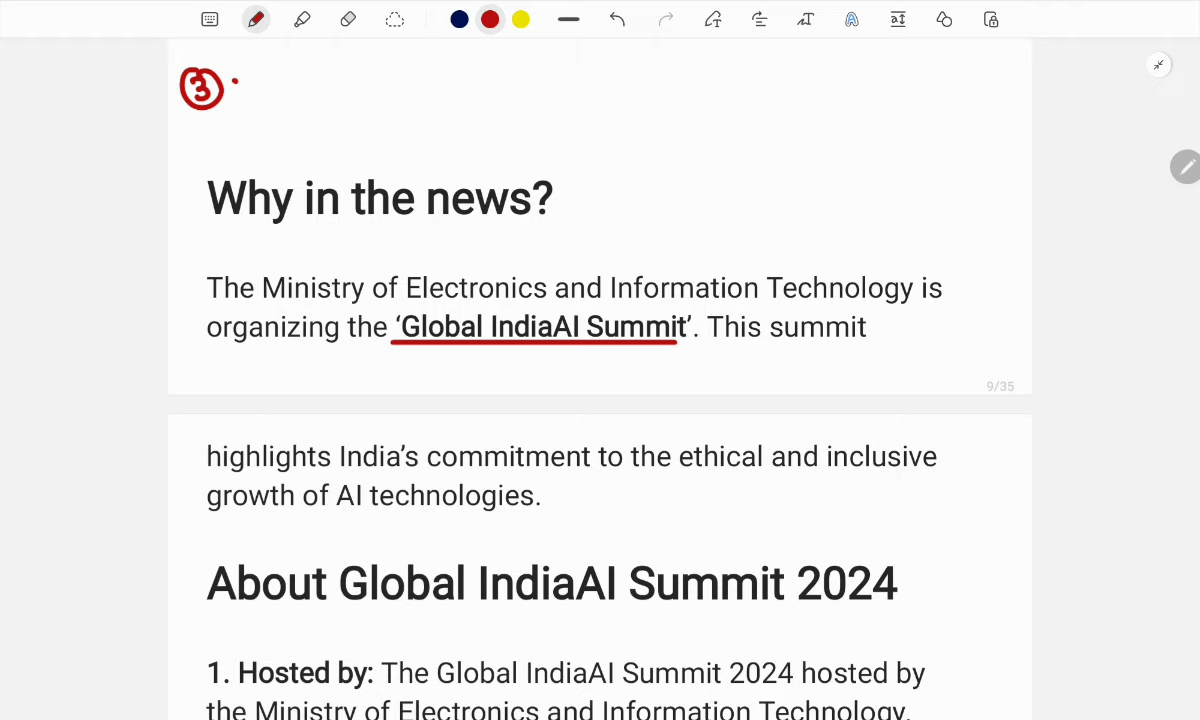 3
Why in the news?
The Ministry of Electronics and Information Technology is
organizing the ‘Global IndiaAI Summit’. This summit
9/35
highlights India’s commitment to the ethical and inclusive
growth of AI technologies.
About Global IndiaAI Summit 2024
1. Hosted by: The Global IndiaAI Summit 2024 hosted by
the Ministry of Electronics and Information Technology,